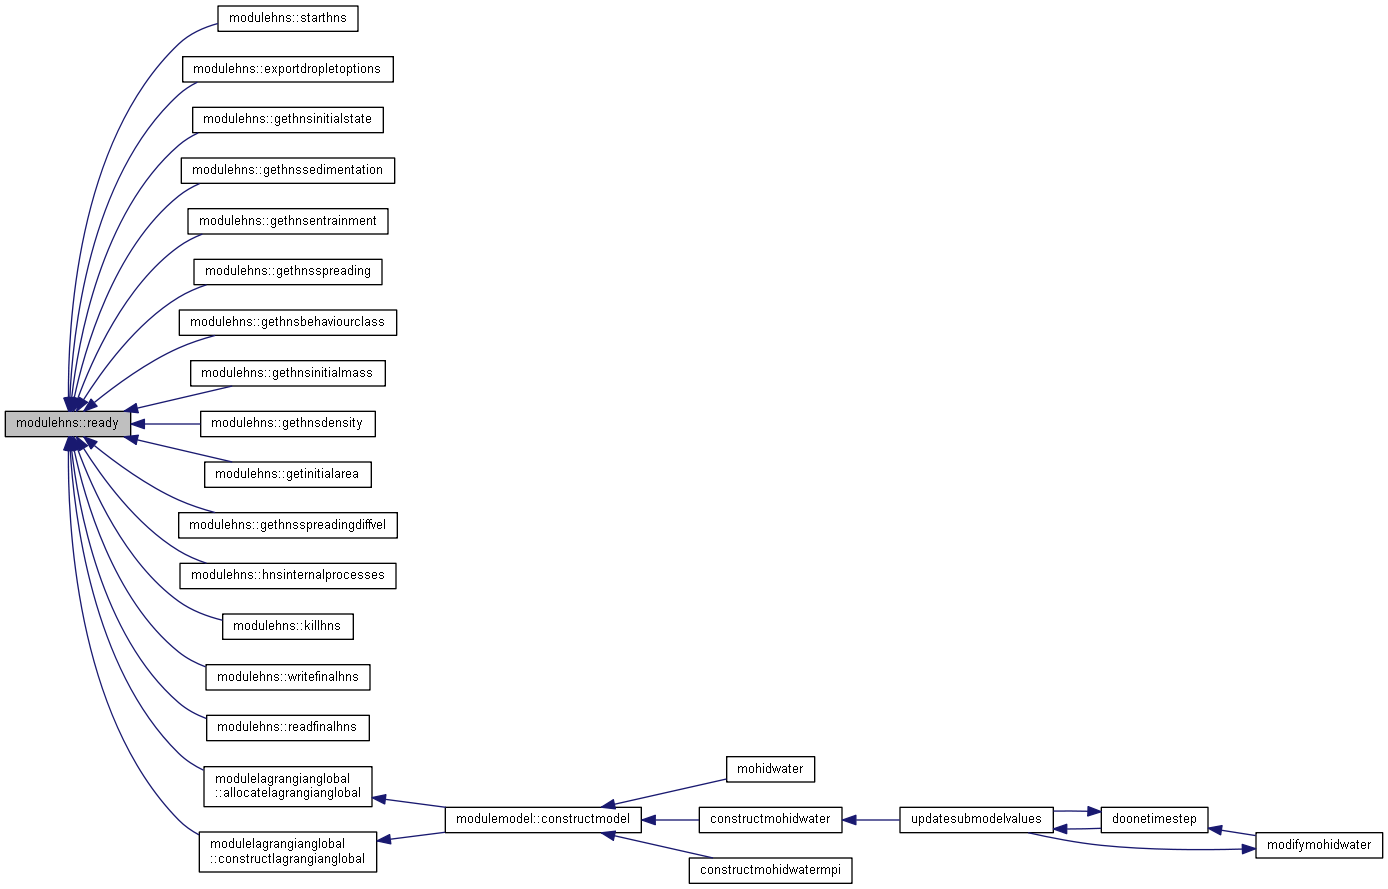 modulehns::starthns
modulehns::exportdropletoptions
modulehns::gethnsinitialstate
modulehns::gethnssedimentation
modulehns::gethnsentrainment
modulehns::gethnsspreading
modulehns::gethnsbehaviourclass
modulehns::gethnsinitialmass
modulehns::ready
modulehns::gethnsdensity
modulehns::getinitialarea
modulehns::gethnsspreadingdiffvel
modulehns::hnsinternalprocesses
modulehns::killhns
modulehns::writefinalhns
modulehns::readfinalhns
modulelagrangianglobal
::allocatelagrangianglobal
modulelagrangianglobal
::constructlagrangianglobal
modulemodel::constructmodel
mohidwater
constructmohidwater
constructmohidwatermpi
updatesubmodelvalues
doonetimestep
modifymohidwater